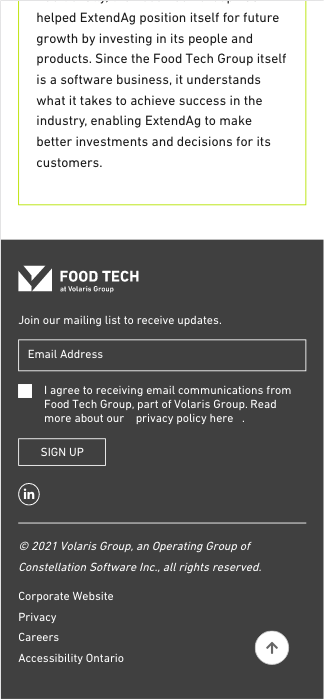 helped ExtendAg position itself for future
growth by investing in its people and
products. Since the Food Tech Group itself
is a software business, it understands
what it takes to achieve success in the
industry, enabling ExtendAg to make
better investments and decisions for its
customers.
FOOD TECH
at Volaris Group
Join our mailing list to receive updates.
Email Address
I agree to receiving email communications from
Food Tech Group, part of Volaris Group. Read
more about our privacy policy here .
SIGN UP
in
© 2021 Volaris Group, an Operating Group of
Constellation Software Inc., all rights reserved.
Corporate Website
Privacy
Careers
Accessibility Ontario